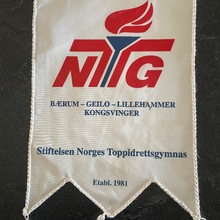 NTG
BÆRUM – GEILO – LILLEHAMMER
KONGSVINGER
Stiftelsen Norges Toppidrettsgymnas
Etabl. 1981